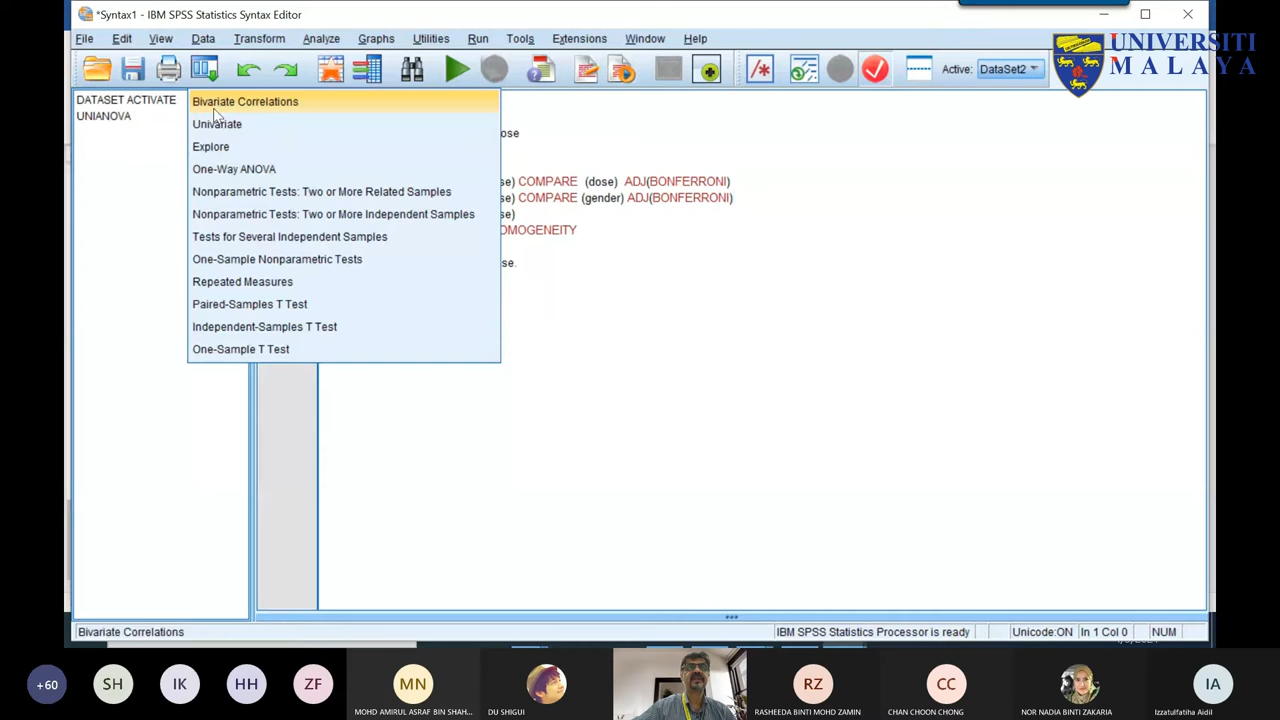 *Syntax1 - IBM SPSS Statistics Syntax Editor
File Edit View Data Transform Analyze Graphs Utilities Run Tools Extensions Window Help
UNIVERSITI
MALAYA
Active: DataSet2
DATASET ACTIVATE
UNIANOVA
Bivariate Correlations
Univariate
Explore
One-Way ANOVA
Nonparametric Tests: Two or More Related Samples
Nonparametric Tests: Two or More Independent Samples
Tests for Several Independent Samples
One-Sample Nonparametric Tests
Repeated Measures
Paired-Samples T Test
Independent-Samples T Test
One-Sample T Test
ose
se) COMPARE (dose) ADJ(BONFERRONI)
se) COMPARE (gender) ADJ(BONFERRONI)
se)
OMOGENEITY
se.
Bivariate Correlations
IBM SPSS Statistics Processor is ready
Unicode:ON
In 1 Col 0
NUM
+60
SH
IK
HH
ZF
MN
MOHD AMIRUL ASRAF BIN SHAH...
DU SHIGUI
RZ
RASHEEDA BINTI MOHD ZAMIN
CC
CHAN CHOON CHONG
NOR NADIA BINTI ZAKARIA
IA
Izzatulfatiha Adil